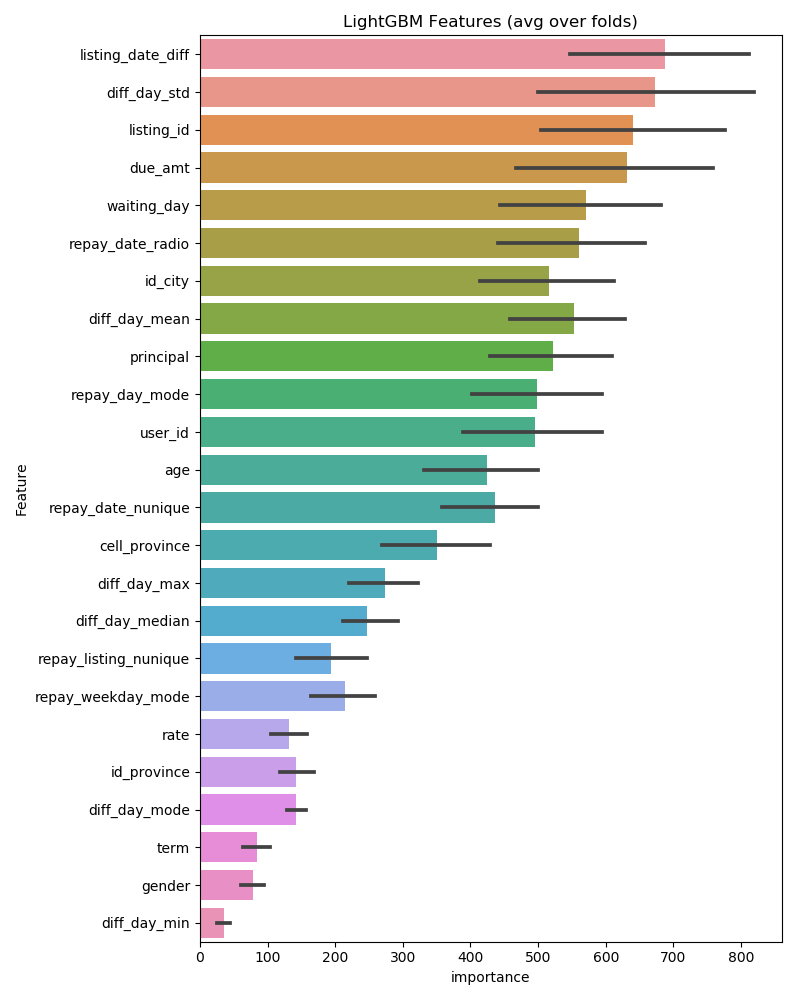 LightGBM Features (avg over folds)
listing_date_diff
diff_day_std
listing_id
due_amt
waiting_day
repay_date_radio
id_city
diff_day_mean
principal
repay_day_mode
user_id
age
repay_date_nunique
cell_province
diff_day_max
diff_day_median
repay_listing_nunique
repay_weekday_mode
rate
id_province
diff_day_mode
term
gender
diff_day_min
Feature
0 100 200 300 400 500 600 700 800
importance